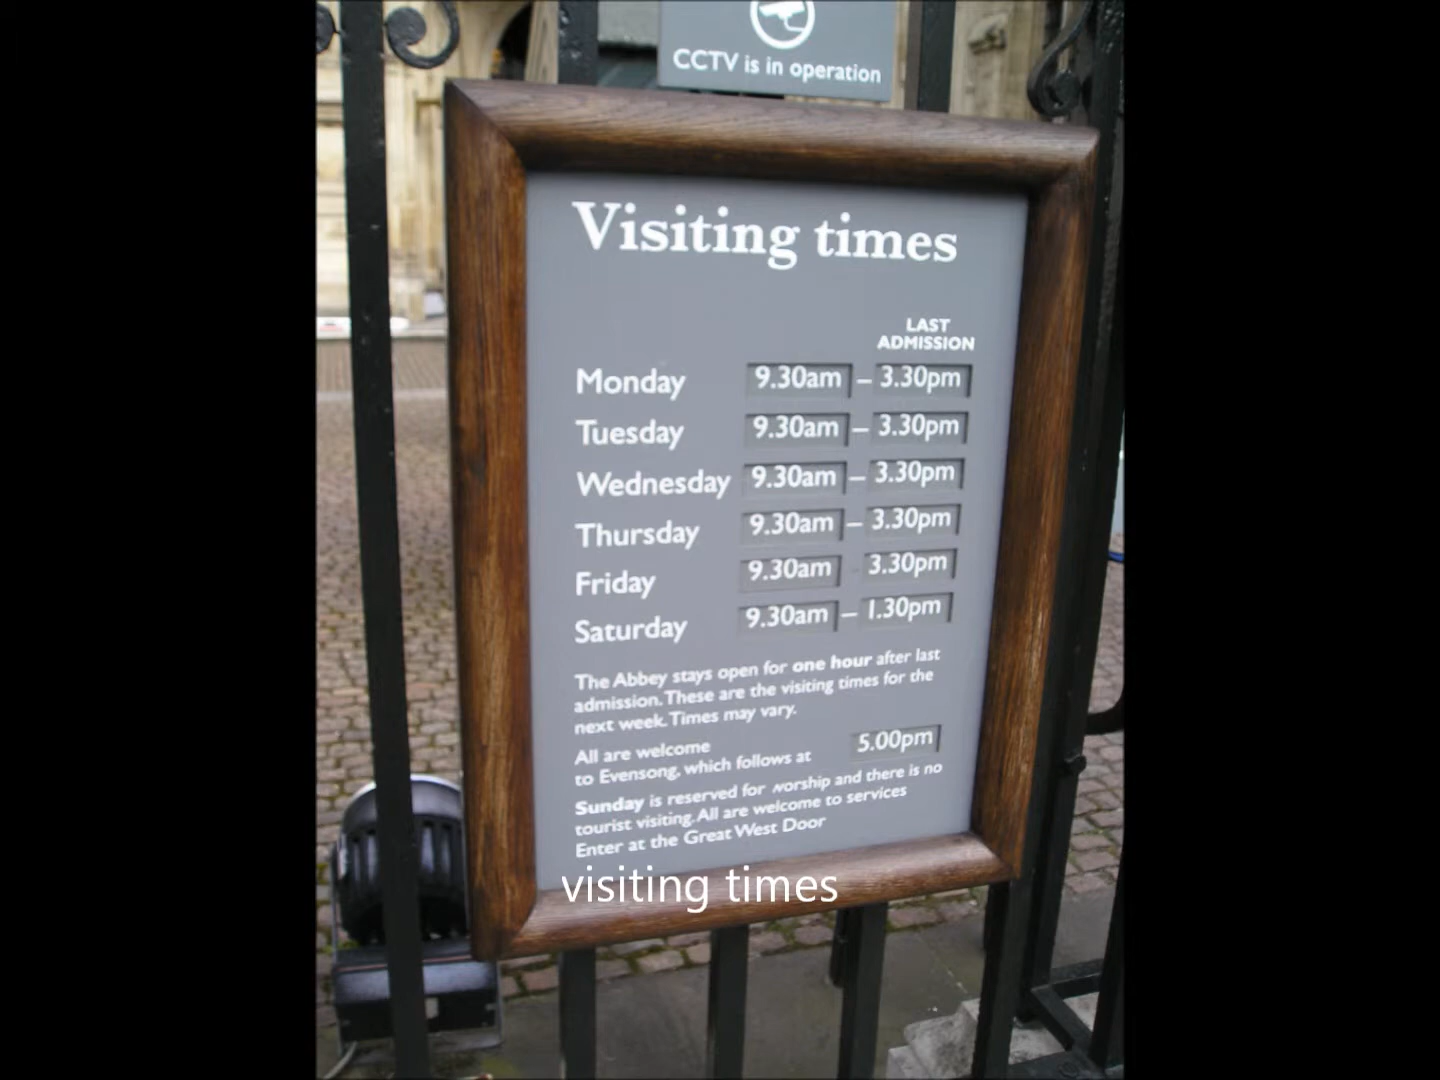 CCTV is in operation
Visiting times
LAST
ADMISSION
Monday 9.30am – 3.30pm
Tuesday 9.30am – 3.30pm
Wednesday 9.30am – 3.30pm
Thursday 9.30am – 3.30pm
Friday 9.30am 3.30pm
Saturday 9.30am – 1.30pm
The Abbey stays open for one hour after last
admission. These are the visiting times for the
next week. Times may vary.
All are welcome
to Evensong, which follows at 5.00pm
Sunday is reserved for worship and there is no
tourist visiting. All are welcome to services
Enter at the Great West Door
visiting times